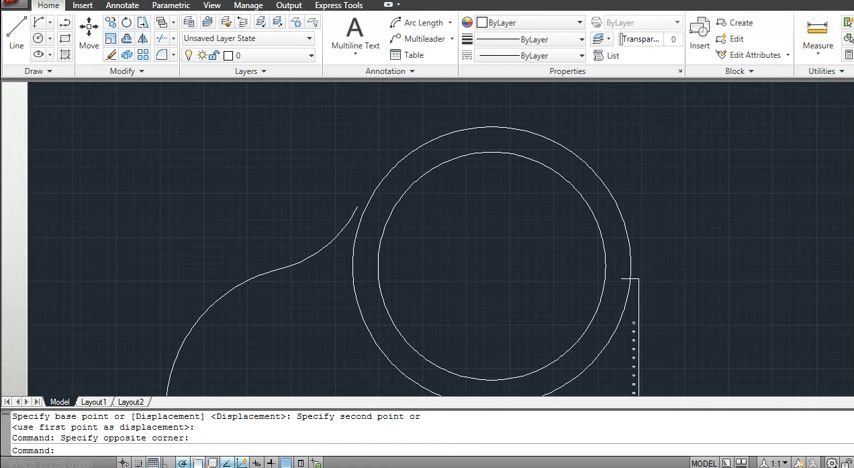 Home Insert Annotate Parametric View Manage Output Express Tools
Line
Move
Unsaved Layer State
0
A
Multiline Text
Arc Length
Multileader
Table
ByLayer
ByLayer
ByLayer
ByLayer
Transpar... 0
List
Insert
Create
Edit
Edit Attributes
Measure
Draw Modify Layers Annotation Properties Block Utilities
Model Layout1 Layout2
Specify base point or [Displacement] <Displacement>: Specify second point or
<use first point as displacement>:
Command: Specify opposite corner:
Command:
MODEL 1:1